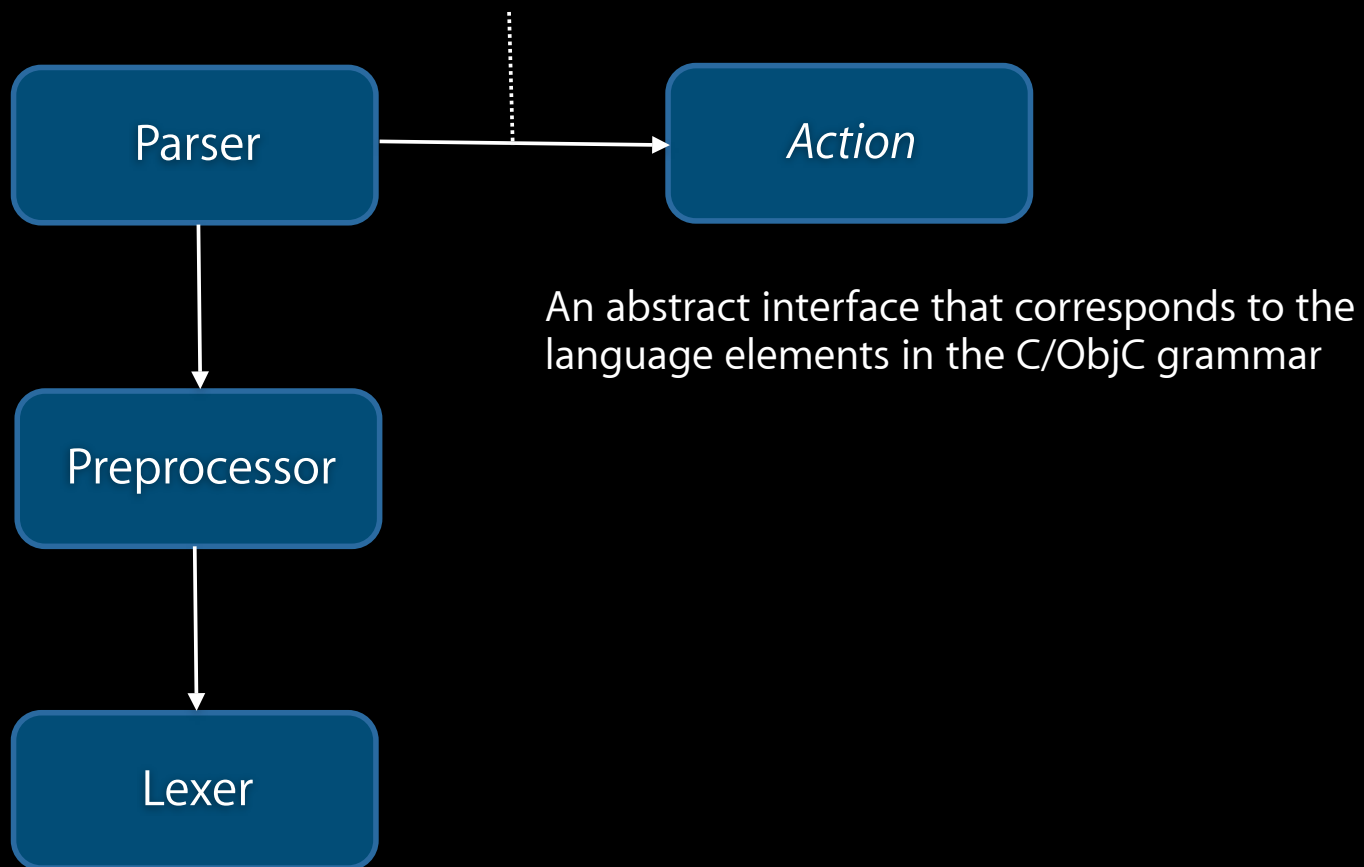 Parser
Action
An abstract interface that corresponds to the
language elements in the C/ObjC grammar
Preprocessor
Lexer